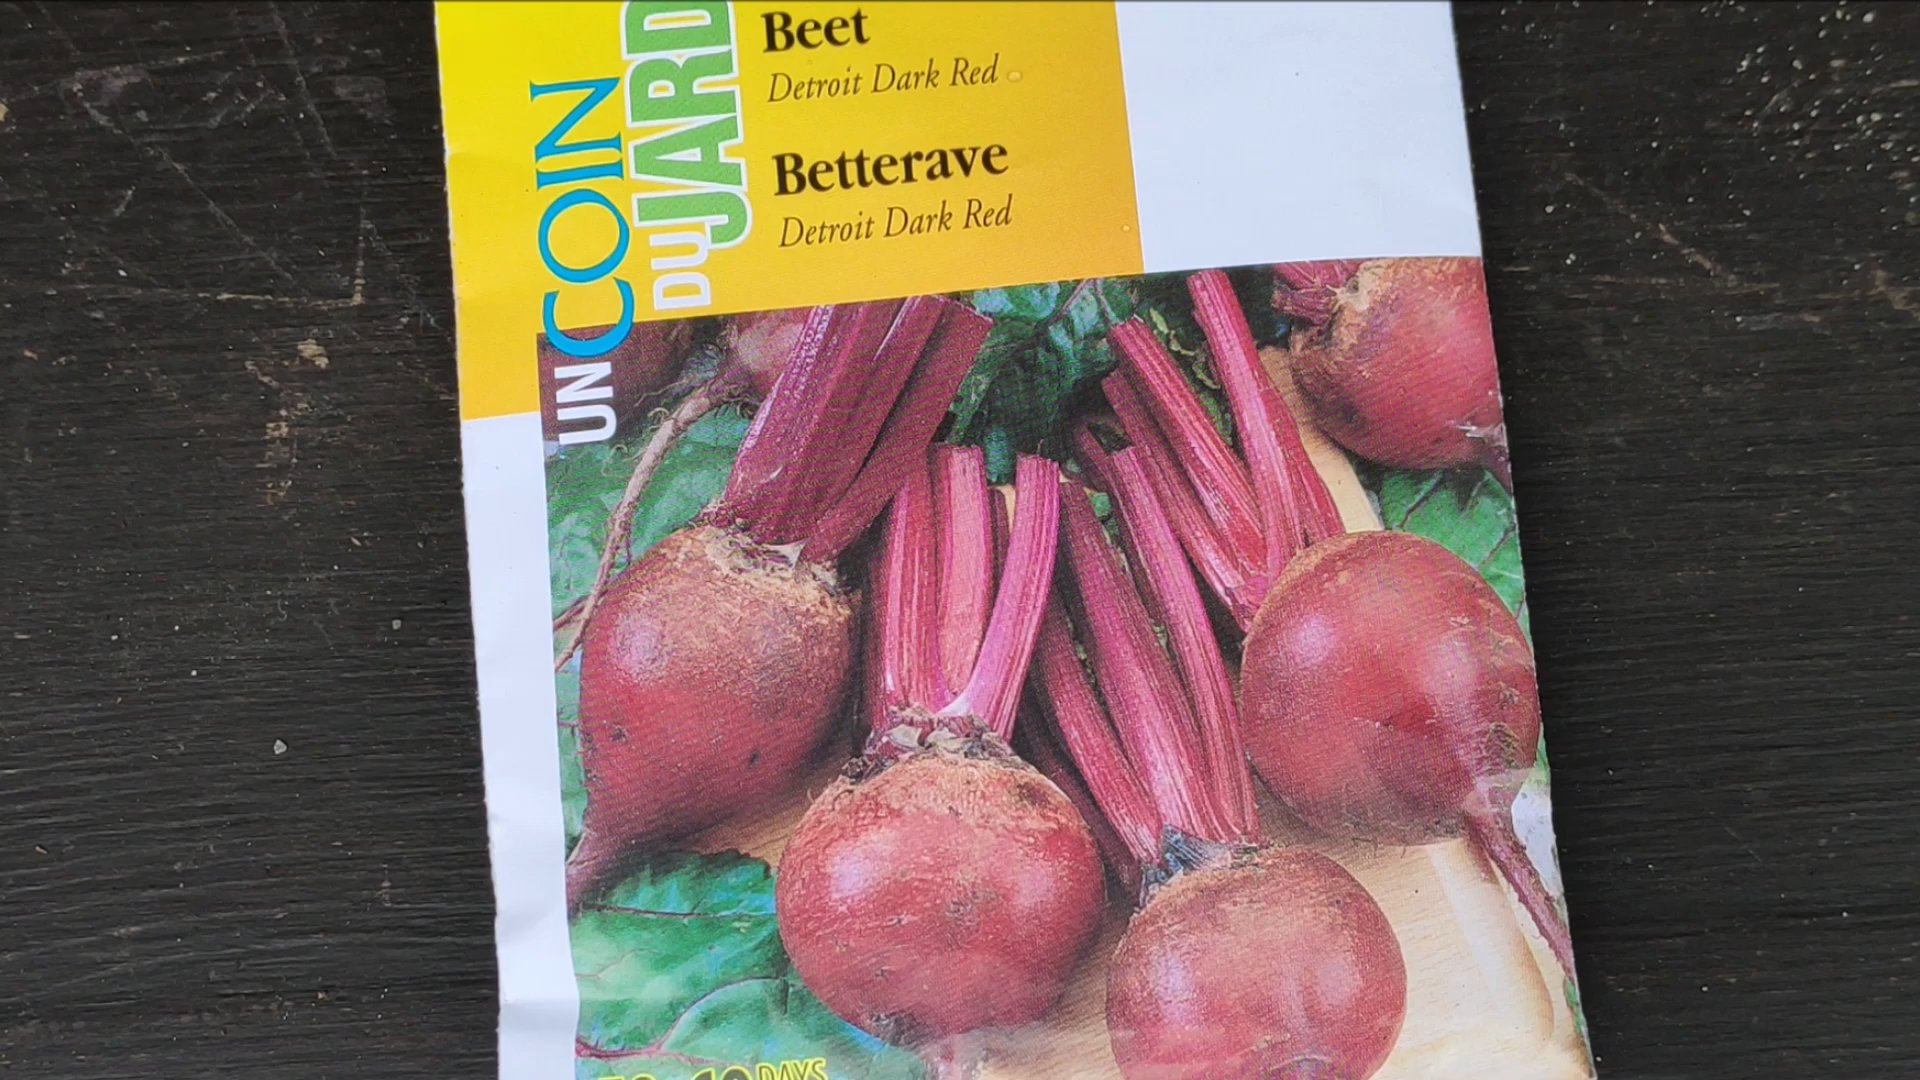 Beet
Detroit Dark Red
Betterave
Detroit Dark Red
UN COIN
DU JARD
DAYS